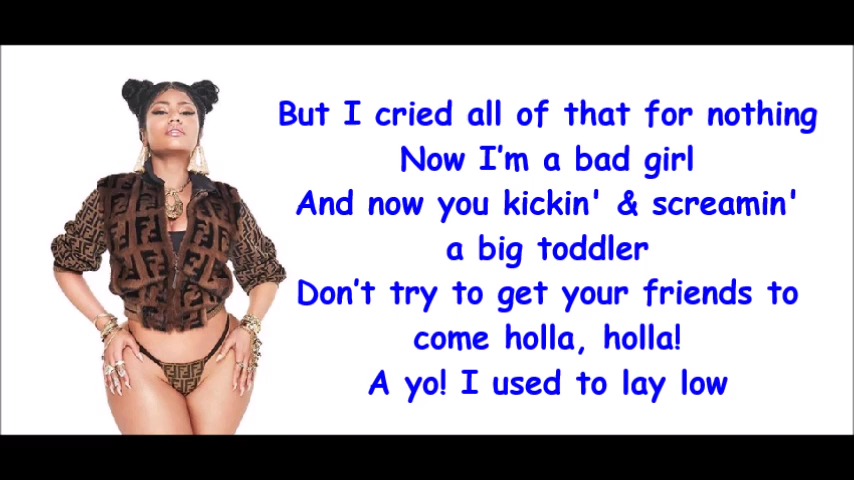 But I cried all of that for nothing
Now I'm a bad girl
And now you kickin' & screamin'
a big toddler
Don't try to get your friends to
come holla, holla!
A yo! I used to lay low